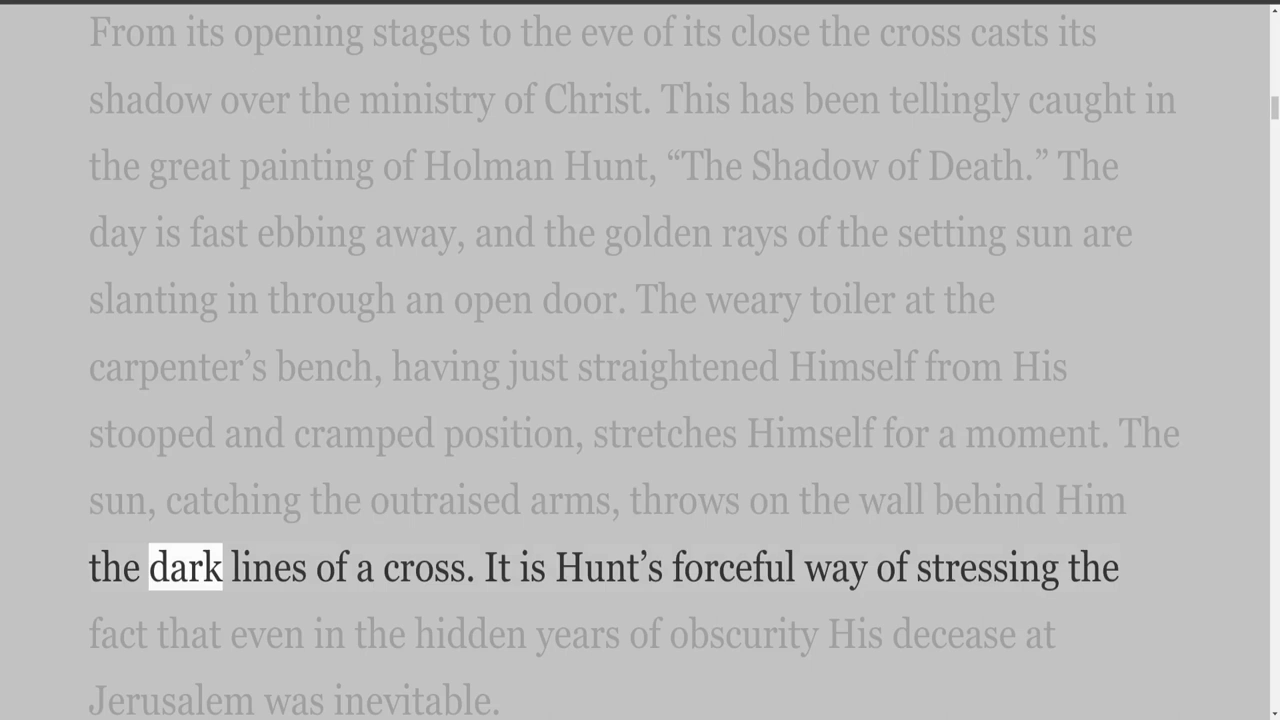 From its opening stages to the eve of its close the cross casts its
shadow over the ministry of Christ. This has been tellingly caught in
the great painting of Holman Hunt, “The Shadow of Death.” The
day is fast ebbing away, and the golden rays of the setting sun are
slanting in through an open door. The weary toiler at the
carpenter’s bench, having just straightened Himself from His
stooped and cramped position, stretches Himself for a moment. The
sun, catching the outraised arms, throws on the wall behind Him
the dark lines of a cross. It is Hunt’s forceful way of stressing the
fact that even in the hidden years of obscurity His decease at
Jerusalem was inevitable.